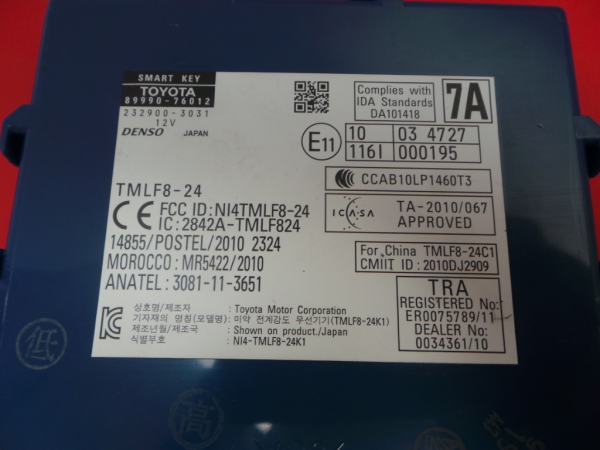 SMART KEY
TOYOTA
89990-76012
232900-3031
12V
DENSO JAPAN
Complies with
IDA Standards
DA101418
7A
E11
10 03 4727
116I 000195
CCAB10LP1460T3
ICASA
TA-2010/067
APPROVED
TMLF8-24
CE FCC ID: NI4TMLF8-24
IC: 2842A-TMLF824
14855/POSTEL/2010 2324
MOROCCO: MR5422/2010
ANATEL: 3081-11-3651
For China TMLF8-24C1
CMIIT ID: 2010DJ2909
TRA
REGISTERED No:
ER0075789/11
DEALER No:
0034361/10
상호명/제조자 : Toyota Motor Corporation
기자재의 명칭(모델명): 미약 전계강도 무선기기(TMLF8-24K1)
제조년월/제조국 : Shown on product/Japan
식별부호 : NI4-TMLF8-24K1
低
高